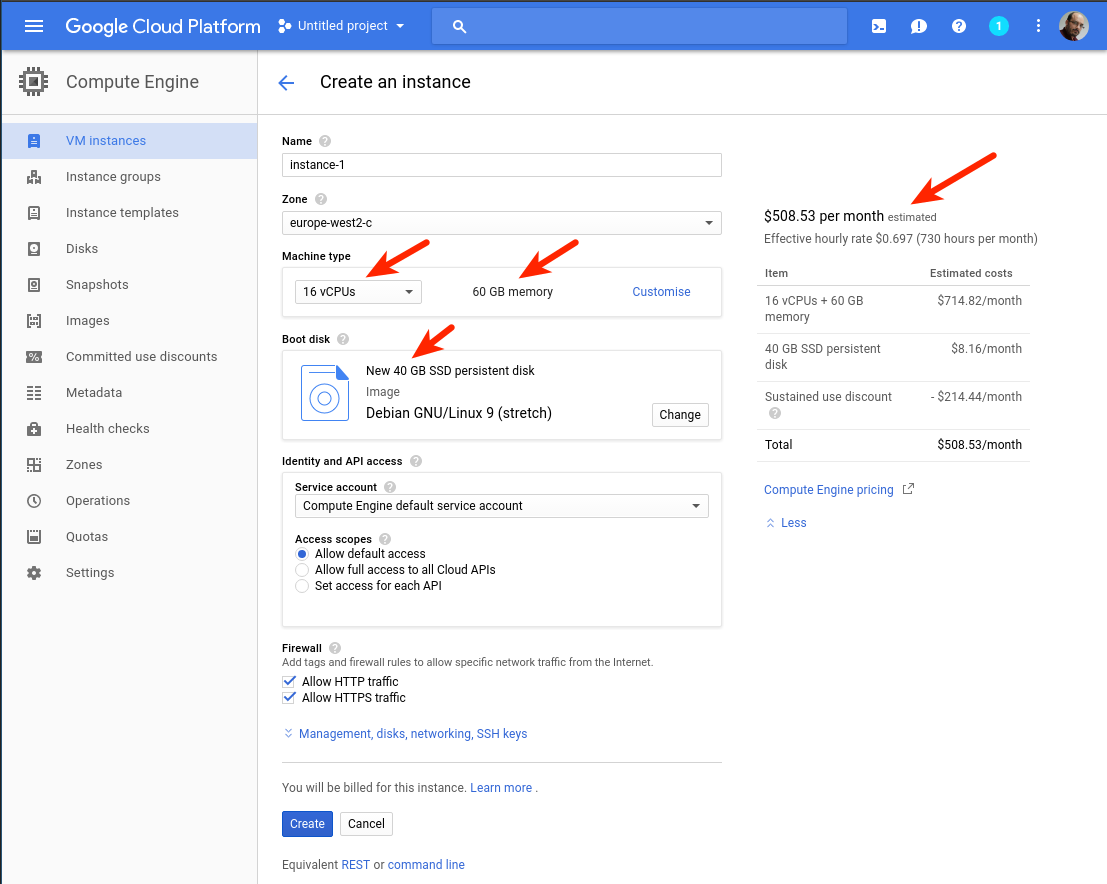 Google Cloud Platform
Untitled project
1
Compute Engine
Create an instance
VM instances
Instance groups
Instance templates
Disks
Snapshots
Images
Committed use discounts
Metadata
Health checks
Zones
Operations
Quotas
Settings
Name ?
instance-1
Zone ?
europe-west2-c
Machine type
16 vCPUs
60 GB memory
Customise
Boot disk ?
New 40 GB SSD persistent disk
Image
Debian GNU/Linux 9 (stretch)
Change
Identity and API access ?
Service account ?
Compute Engine default service account
Access scopes ?
Allow default access
Allow full access to all Cloud APIs
Set access for each API
Firewall ?
Add tags and firewall rules to allow specific network traffic from the Internet.
Allow HTTP traffic
Allow HTTPS traffic
Management, disks, networking, SSH keys
You will be billed for this instance. Learn more .
Create
Cancel
Equivalent REST or command line
$508.53 per month estimated
Effective hourly rate $0.697 (730 hours per month)
Item Estimated costs
16 vCPUs + 60 GB $714.82/month
memory
40 GB SSD persistent $8.16/month
disk
Sustained use discount - $214.44/month
?
Total $508.53/month
Compute Engine pricing
Less